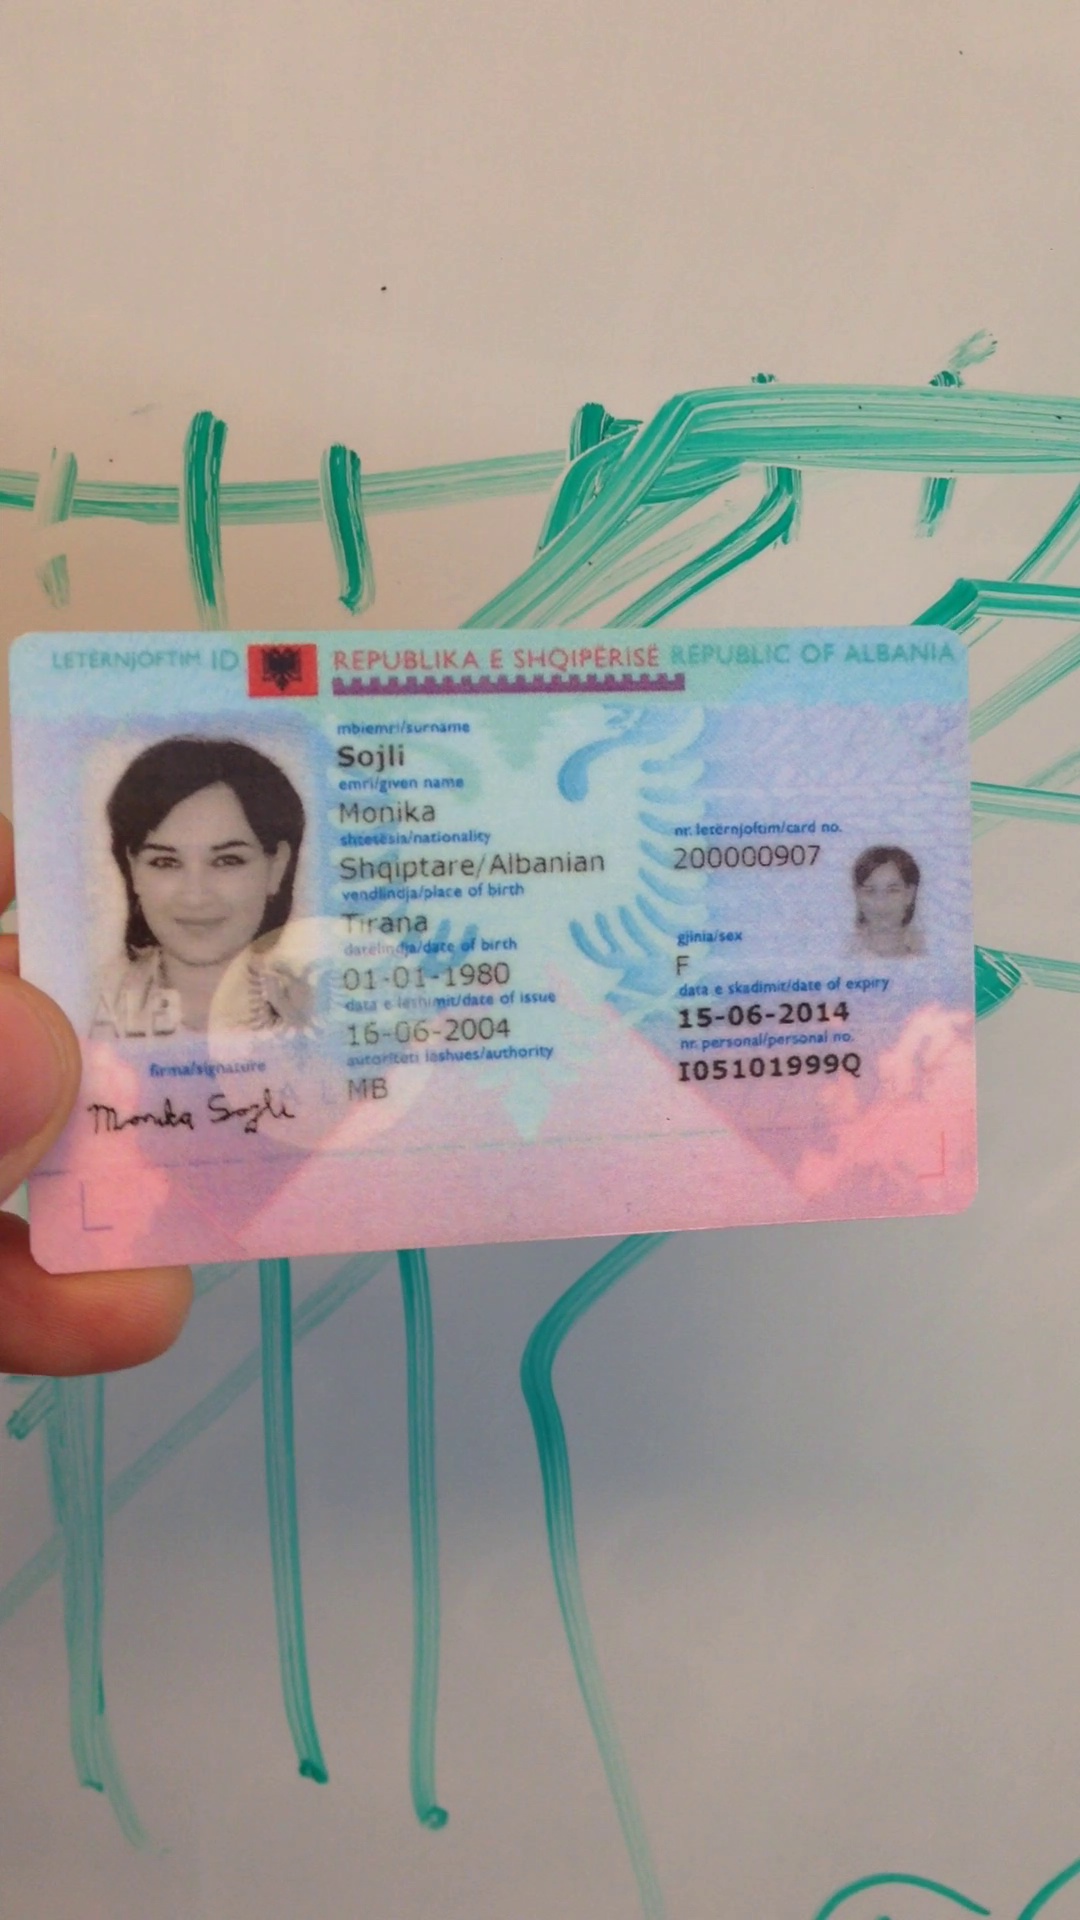 LETËRNJOFTIM ID REPUBLIKA E SHQIPËRISË REPUBLIC OF ALBANIA
mbiemri/surname
Sojli
emri/given name
Monika
shtetësia/nationality
Shqiptare/Albanian
vendlindja/place of birth
Tirana
datëlindja/date of birth
01-01-1980
data e lëshimit/date of issue
16-06-2004
autoriteti lëshues/authority
MB
nr. letërnjoftim/card no.
200000907
gjinia/sex
F
data e skadimit/date of expiry
15-06-2014
nr. personal/personal no.
I05101999Q
ALB
firma/signature
Monika Sojli